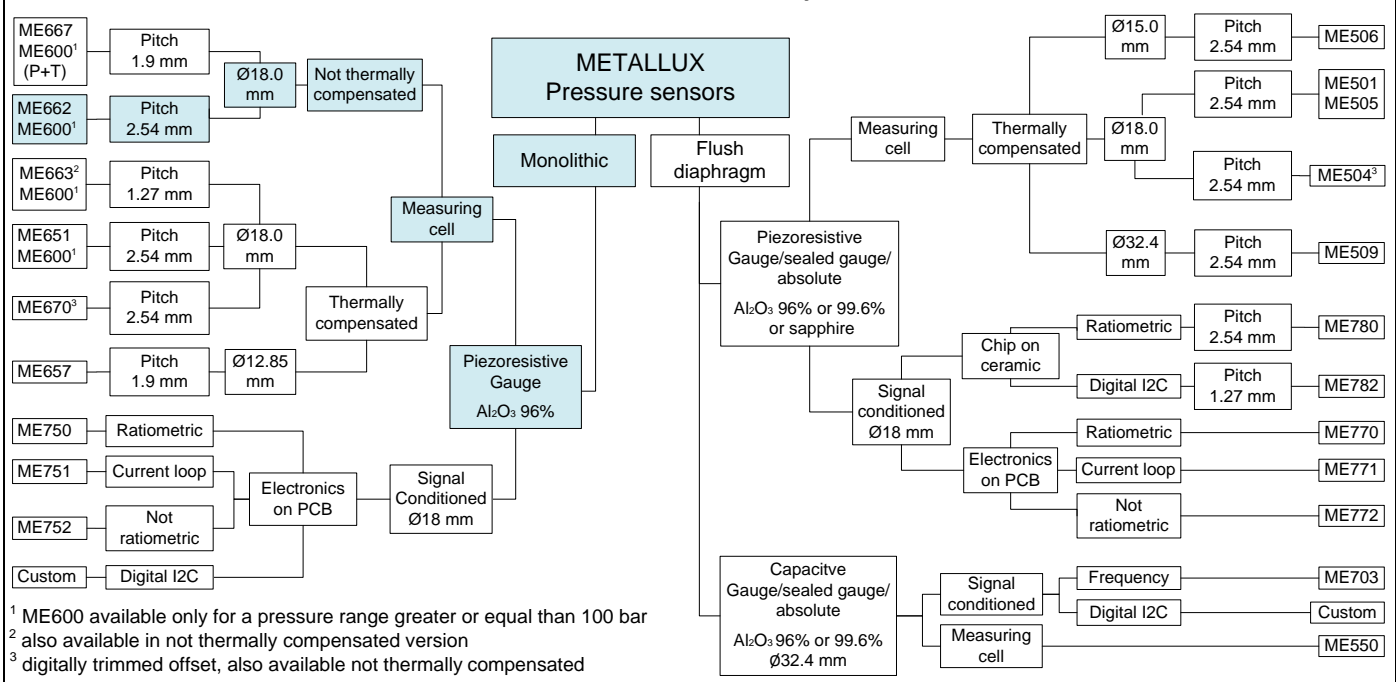 METALLUX
Pressure sensors
Monolithic
Flush
diaphragm
ME667
ME600¹
(P+T)
Pitch
1.9 mm
Ø18.0
mm
Not thermally
compensated
ME662
ME600¹
Pitch
2.54 mm
ME663²
ME600¹
Pitch
1.27 mm
ME651
ME600¹
Pitch
2.54 mm
Ø18.0
mm
ME670³
Pitch
2.54 mm
Thermally
compensated
ME657
Pitch
1.9 mm
Ø12.85
mm
Measuring
cell
Piezoresistive
Gauge
Al₂O₃ 96%
ME750
Ratiometric
ME751
Current loop
Electronics
on PCB
Signal
Conditioned
Ø18 mm
ME752
Not
ratiometric
Custom
Digital I2C
Piezoresistive
Gauge/sealed gauge/
absolute
Al₂O₃ 96% or 99.6%
or sapphire
Measuring
cell
Thermally
compensated
Ø15.0
mm
Pitch
2.54 mm
ME506
Ø18.0
mm
Pitch
2.54 mm
ME501
ME505
Pitch
2.54 mm
ME504³
Ø32.4
mm
Pitch
2.54 mm
ME509
Signal
conditioned
Ø18 mm
Chip on
ceramic
Ratiometric
Pitch
2.54 mm
ME780
Digital I2C
Pitch
1.27 mm
ME782
Electronics
on PCB
Ratiometric
ME770
Current loop
ME771
Not
ratiometric
ME772
Capacitve
Gauge/sealed gauge/
absolute
Al₂O₃ 96% or 99.6%
Ø32.4 mm
Signal
conditioned
Frequency
ME703
Digital I2C
Custom
Measuring
cell
ME550
¹ ME600 available only for a pressure range greater or equal than 100 bar
² also available in not thermally compensated version
³ digitally trimmed offset, also available not thermally compensated